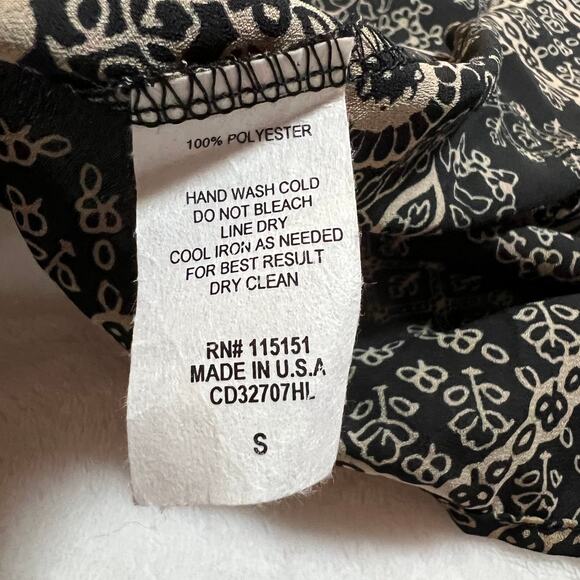 100% POLYESTER
HAND WASH COLD
DO NOT BLEACH
LINE DRY
COOL IRON AS NEEDED
FOR BEST RESULT
DRY CLEAN
RN# 115151
MADE IN U.S.A
CD32707HL
S